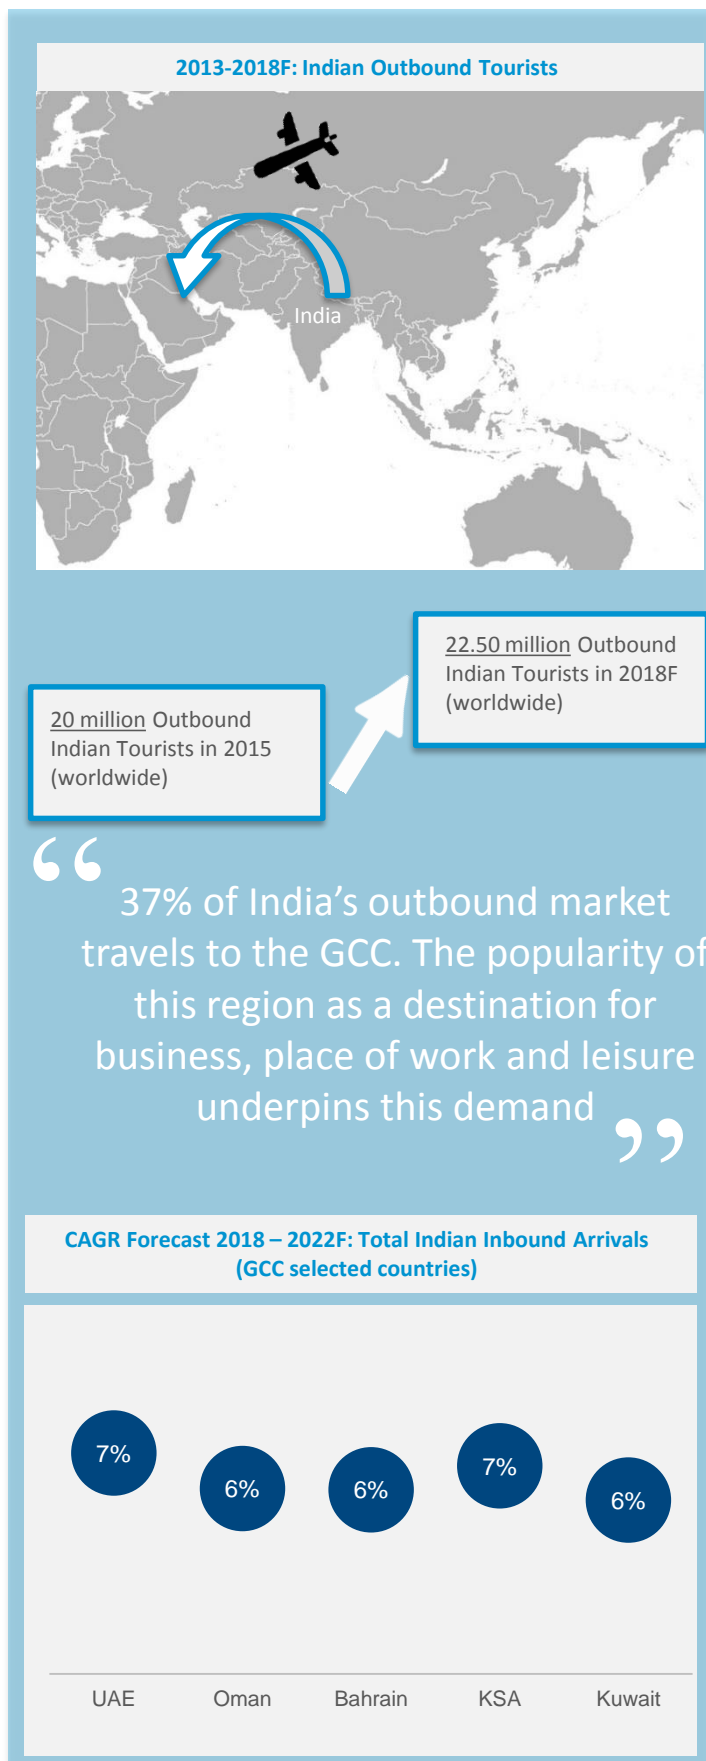 2013-2018F: Indian Outbound Tourists
India
22.50 million Outbound
Indian Tourists in 2018F
(worldwide)
20 million Outbound
Indian Tourists in 2015
(worldwide)
“
37% of India’s outbound market
travels to the GCC. The popularity of
this region as a destination for
business, place of work and leisure
underpins this demand
”
CAGR Forecast 2018 – 2022F: Total Indian Inbound Arrivals
(GCC selected countries)
7% 6% 6% 7% 6%
UAE Oman Bahrain KSA Kuwait